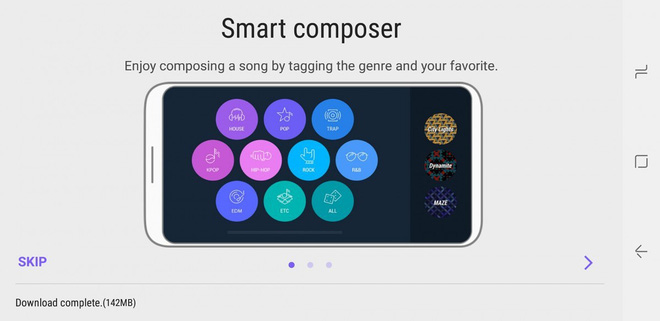 Smart composer
Enjoy composing a song by tagging the genre and your favorite.
HOUSE
POP
TRAP
City Lights
KPOP
HIP-HOP
ROCK
R&B
Dynamite
EDM
ETC
ALL
MAZE
SKIP
Download complete.(142MB)